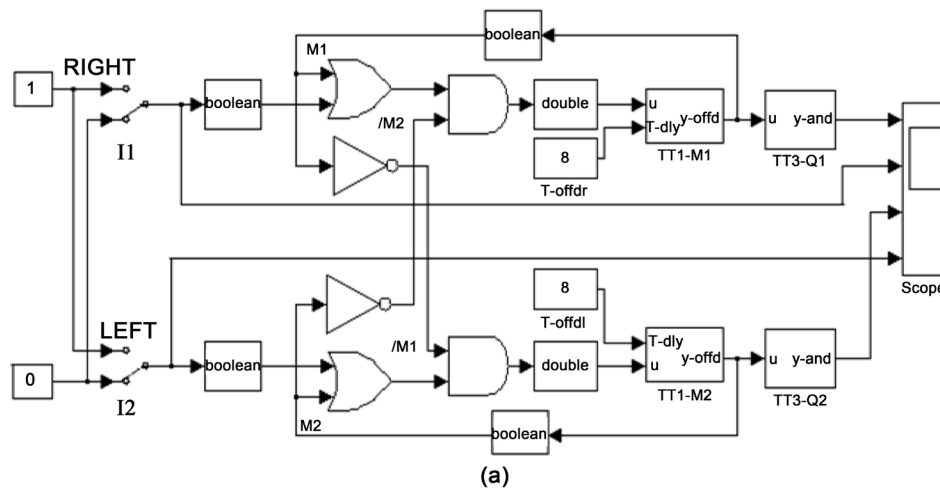 boolean
M1
RIGHT
1
boolean
/M2
double
u
y-offd
T-dly
TT1-M1
u
y-and
TT3-Q1
I1
8
T-offdr
Scope
LEFT
8
T-offdl
0
I2
boolean
/M1
double
T-dly
y-offd
u
TT1-M2
u
y-and
TT3-Q2
M2
boolean
(a)